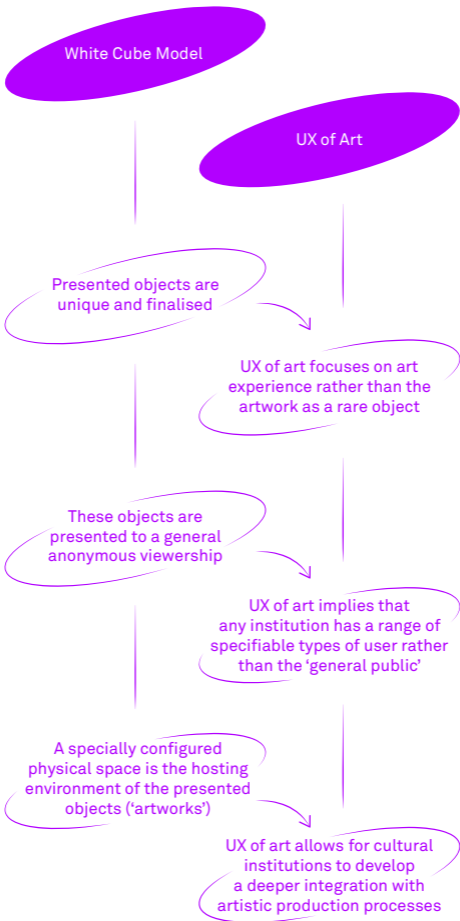 White Cube Model
UX of Art
Presented objects are
unique and finalised
UX of art focuses on art
experience rather than the
artwork as a rare object
These objects are
presented to a general
anonymous viewership
UX of art implies that
any institution has a range of
specifiable types of user rather
than the ‘general public’
A specially configured
physical space is the hosting
environment of the presented
objects (‘artworks’)
UX of art allows for cultural
institutions to develop
a deeper integration with
artistic production processes